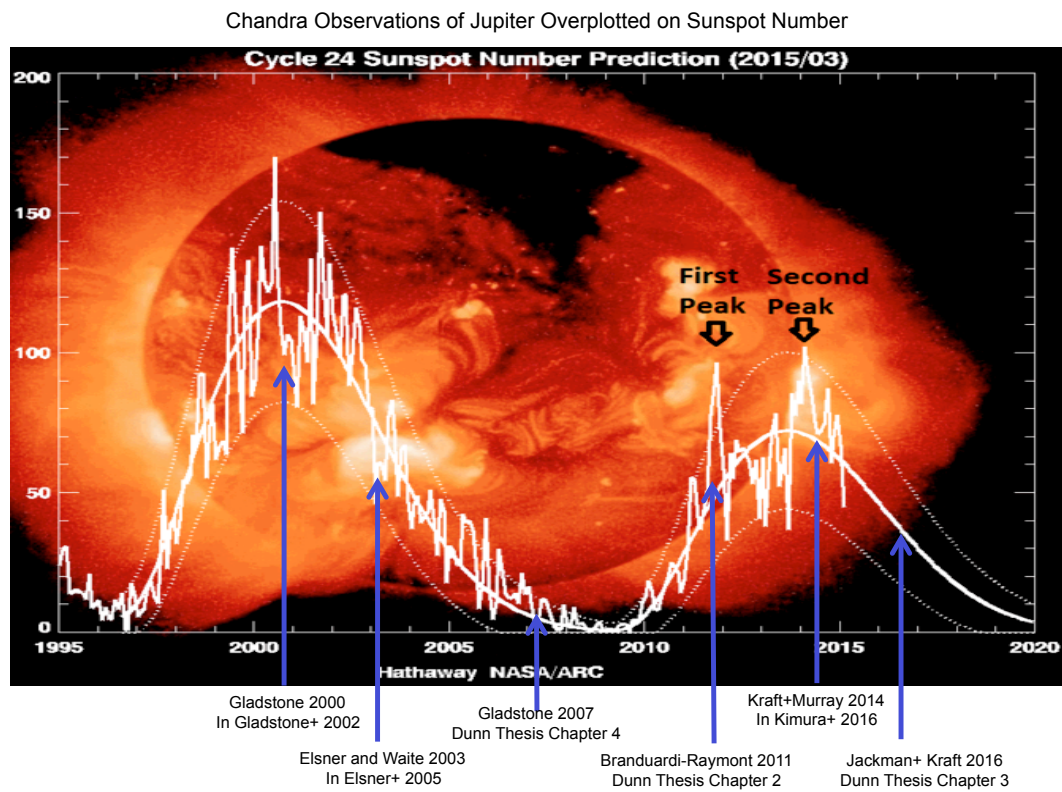 Chandra Observations of Jupiter Overplotted on Sunspot Number
Cycle 24 Sunspot Number Prediction (2015/03)
200
150
100
50
0
First
Peak
Second
Peak
1995
2000
2005
2010
2015
2020
Hathaway NASA/ARC
Gladstone 2000
In Gladstone+ 2002
Elsner and Waite 2003
In Elsner+ 2005
Gladstone 2007
Dunn Thesis Chapter 4
Branduardi-Raymont 2011
Dunn Thesis Chapter 2
Kraft+Murray 2014
In Kimura+ 2016
Jackman+ Kraft 2016
Dunn Thesis Chapter 3